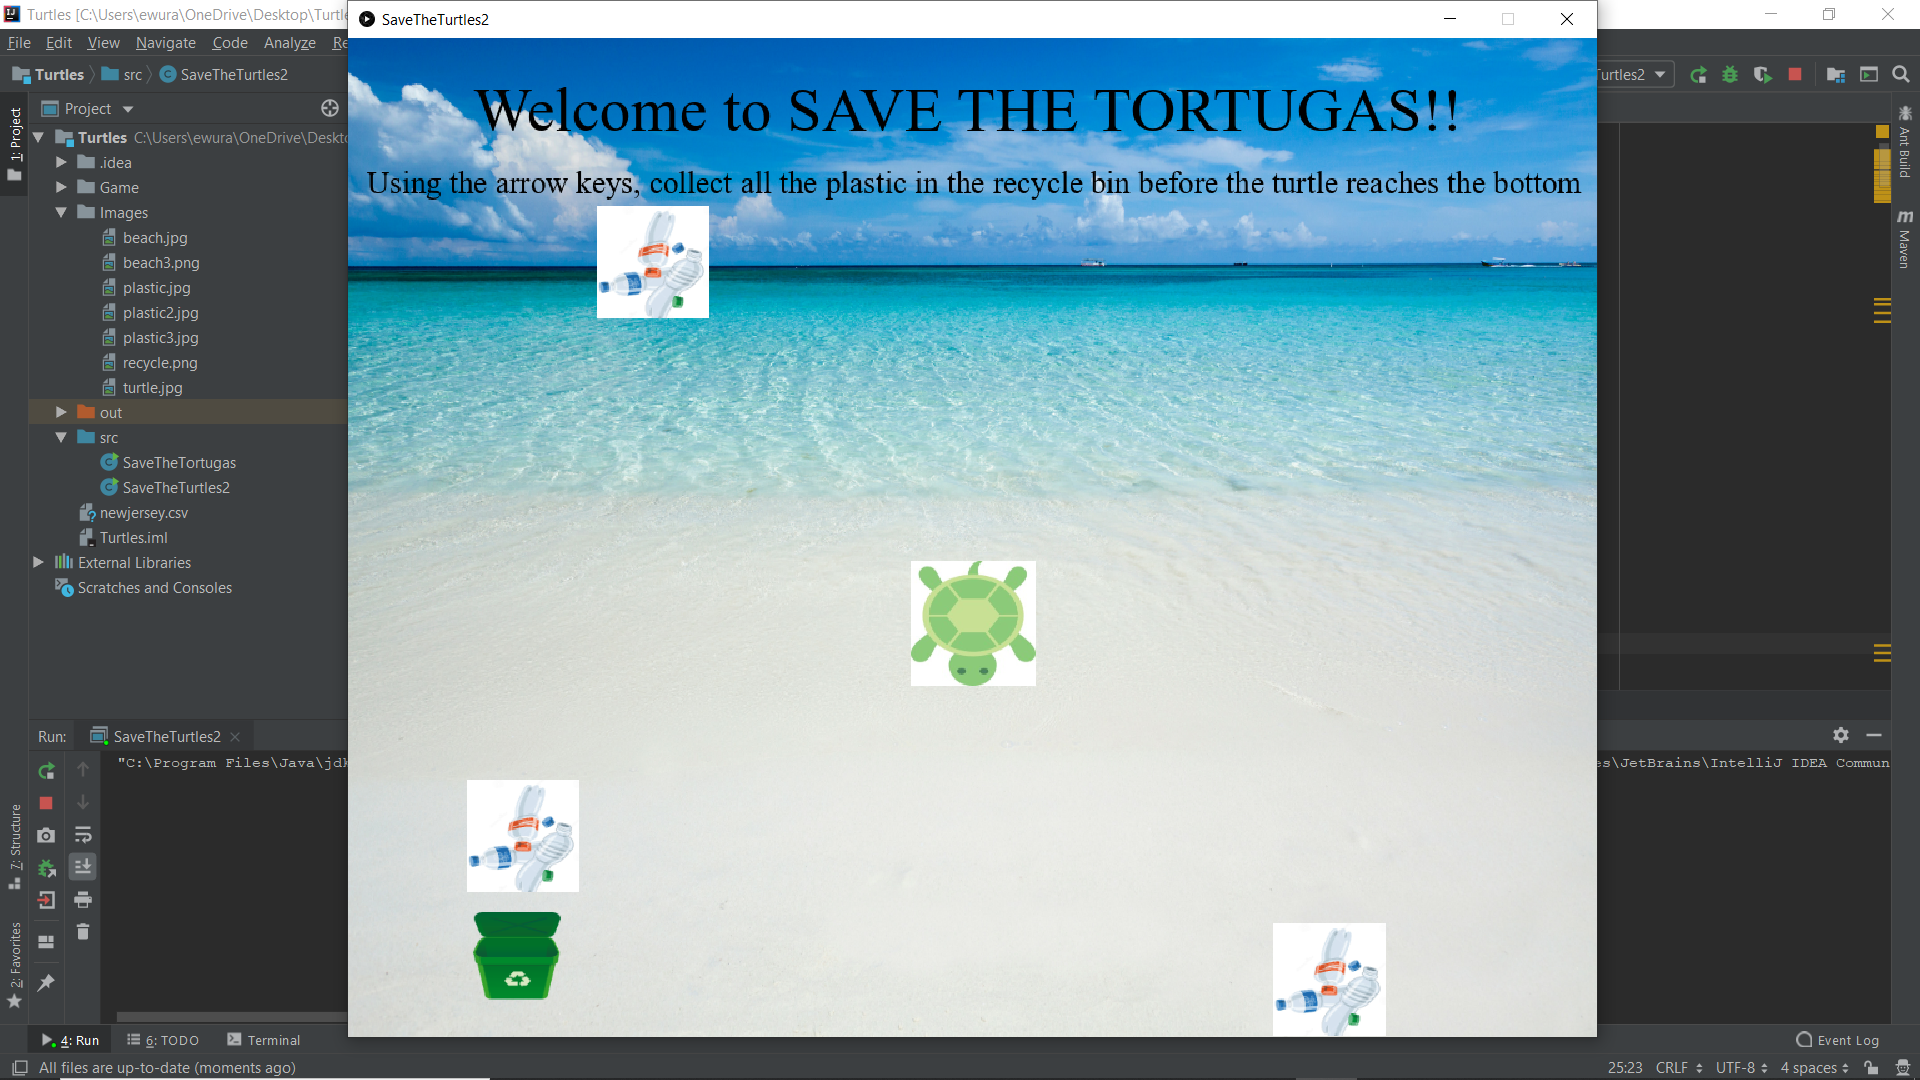 Turtles [C:\Users\ewura\OneDrive\Desktop\Turtle
SaveTheTurtles2
File Edit View Navigate Code Analyze Re
Turtles src SaveTheTurtles2
Turtles2
Project
1: Project
Turtles C:\Users\ewura\OneDrive\Deskto
.idea
Game
Images
beach.jpg
beach3.png
plastic.jpg
plastic2.jpg
plastic3.jpg
recycle.png
turtle.jpg
out
src
SaveTheTortugas
SaveTheTurtles2
newjersey.csv
Turtles.iml
External Libraries
Scratches and Consoles
Welcome to SAVE THE TORTUGAS!!
Using the arrow keys, collect all the plastic in the recycle bin before the turtle reaches the bottom
Ant Build
m Maven
Run: SaveTheTurtles2
"C:\Program Files\Java\jd
es\JetBrains\IntelliJ IDEA Commun
7: Structure
2: Favorites
4: Run 6: TODO Terminal
Event Log
All files are up-to-date (moments ago)
25:23 CRLF UTF-8 4 spaces